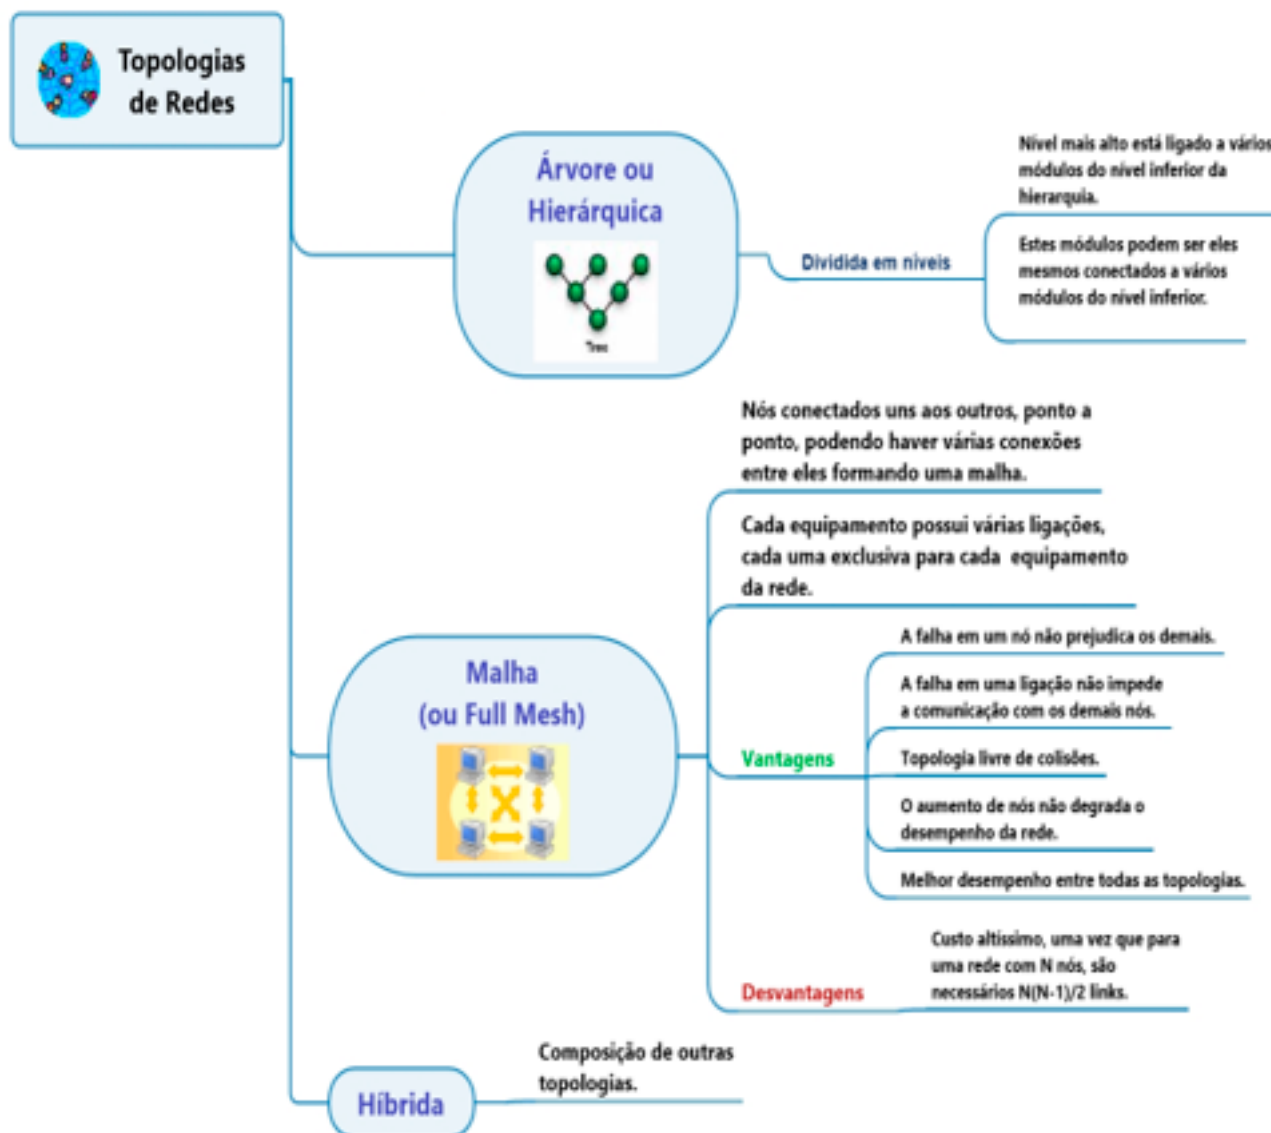 Topologias
de Redes
Árvore ou
Hierárquica
Tree
Dividida em níveis
Nível mais alto está ligado a vários
módulos do nível inferior da
hierarquia.
Estes módulos podem ser eles
mesmos conectados a vários
módulos do nível inferior.
Malha
(ou Full Mesh)
Nós conectados uns aos outros, ponto a
ponto, podendo haver várias conexões
entre eles formando uma malha.
Cada equipamento possui várias ligações,
cada uma exclusiva para cada equipamento
da rede.
Vantagens
A falha em um nó não prejudica os demais.
A falha em uma ligação não impede
a comunicação com os demais nós.
Topologia livre de colisões.
O aumento de nós não degrada o
desempenho da rede.
Melhor desempenho entre todas as topologias.
Desvantagens
Custo altíssimo, uma vez que para
uma rede com N nós, são
necessários N(N-1)/2 links.
Híbrida
Composição de outras
topologias.